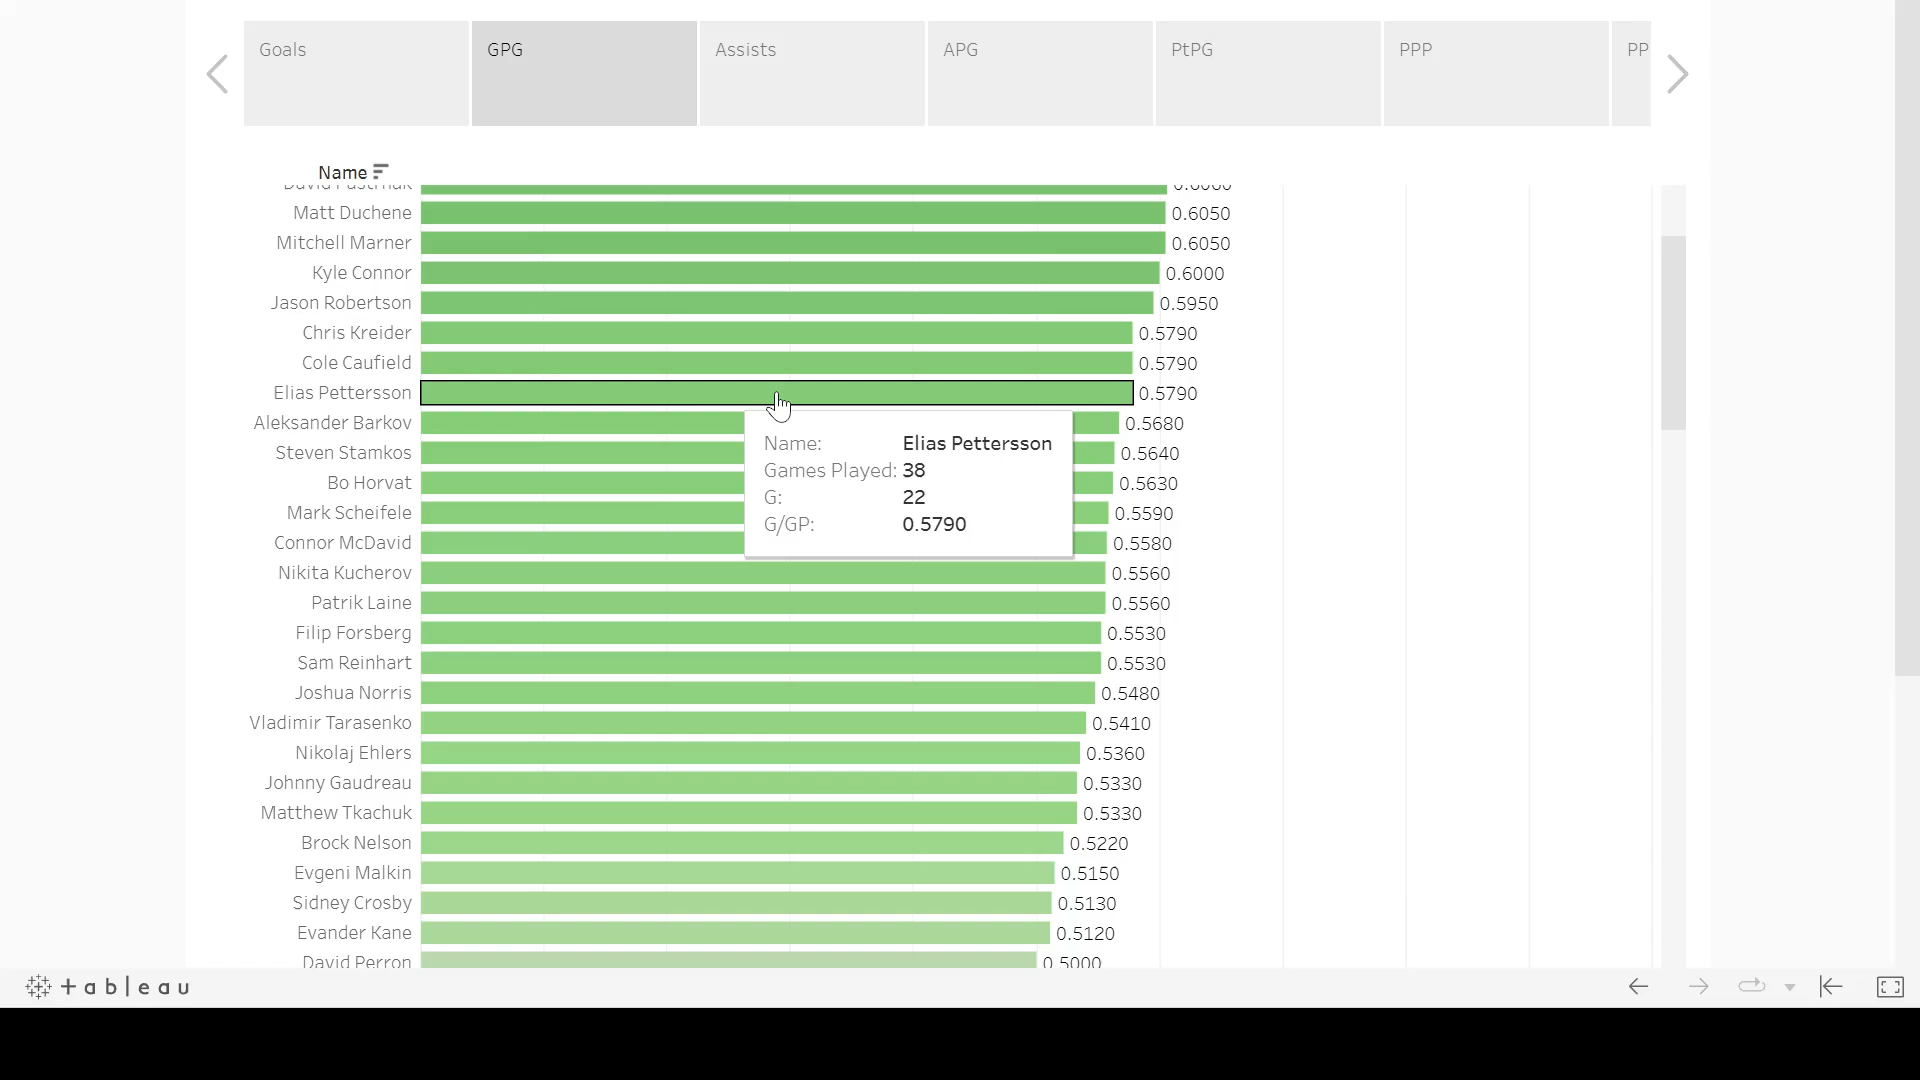 Goals
GPG
Assists
APG
PtPG
PPP
PP
Name
Matt Duchene 0.6050
Mitchell Marner 0.6050
Kyle Connor 0.6000
Jason Robertson 0.5950
Chris Kreider 0.5790
Cole Caufield 0.5790
Elias Pettersson 0.5790
Aleksander Barkov 0.5680
Steven Stamkos 0.5640
Bo Horvat 0.5630
Mark Scheifele 0.5590
Connor McDavid 0.5580
Nikita Kucherov 0.5560
Patrik Laine 0.5560
Filip Forsberg 0.5530
Sam Reinhart 0.5530
Joshua Norris 0.5480
Vladimir Tarasenko 0.5410
Nikolaj Ehlers 0.5360
Johnny Gaudreau 0.5330
Matthew Tkachuk 0.5330
Brock Nelson 0.5220
Evgeni Malkin 0.5150
Sidney Crosby 0.5130
Evander Kane 0.5120
David Perron 0.5000
Name: Elias Pettersson
Games Played: 38
G: 22
G/GP: 0.5790
+ableau